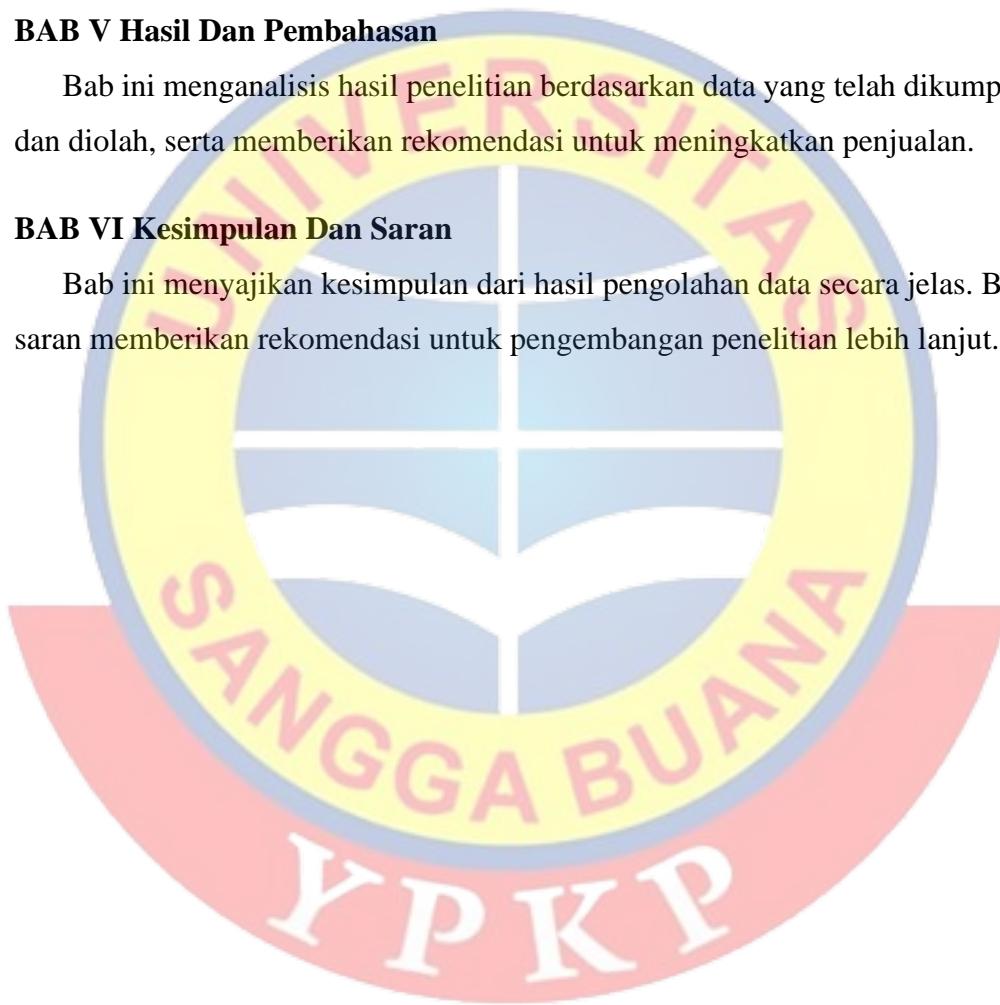 BAB V Hasil Dan Pembahasan
Bab ini menganalisis hasil penelitian berdasarkan data yang telah dikump
dan diolah, serta memberikan rekomendasi untuk meningkatkan penjualan.
BAB VI Kesimpulan Dan Saran
Bab ini menyajikan kesimpulan dari hasil pengolahan data secara jelas. B
saran memberikan rekomendasi untuk pengembangan penelitian lebih lanjut.
UNIVERSITAS
SANGGA BUANA
YPKP